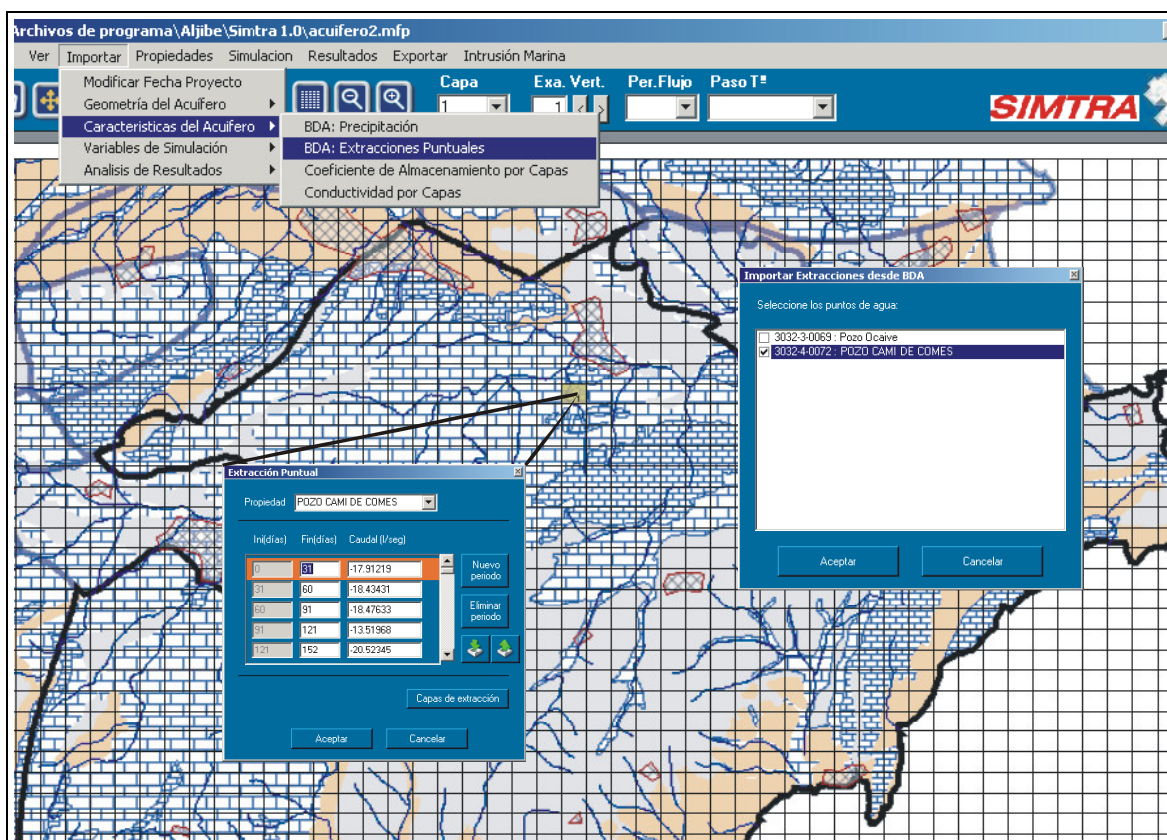 Archivos de programa\Aljibe\Simtra 1.0\acuifero2.mfp
Ver Importar Propiedades Simulacion Resultados Exportar Intrusión Marina
Modificar Fecha Proyecto
Geometría del Acuífero
Caracteristicas del Acuifero
Variables de Simulación
Analisis de Resultados
BDA: Precipitación
BDA: Extracciones Puntuales
Coeficiente de Almacenamiento por Capas
Conductividad por Capas
Capa Exa. Vert. Per.Flujo Paso Tº
1 1 < >
SIMTRA
Importar Extracciones desde BDA
Seleccione los puntos de agua:
3032-3-0069 : Pozo Ocaive
3032-4-0072 : POZO CAMI DE COMES
Aceptar Cancelar
Extracción Puntual
Propiedad POZO CAMI DE COMES
Ini(días) Fin(días) Caudal (l/seg)
0 31 -17.91219
31 60 -18.43431
60 91 -18.47633
91 121 -13.51968
121 152 -20.52345
Nuevo periodo
Eliminar periodo
Capas de extracción
Aceptar Cancelar